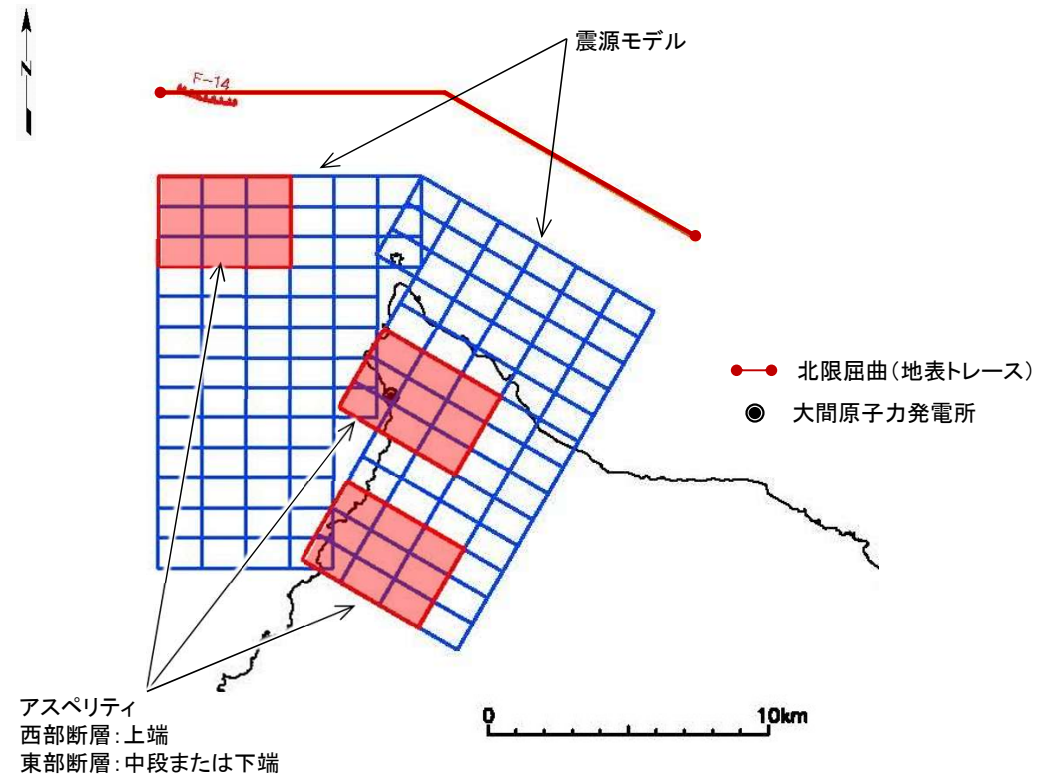 N
震源モデル
F-14
北限屈曲(地表トレース)
大間原子力発電所
アスペリティ
西部断層:上端
東部断層:中段または下端
0 10km